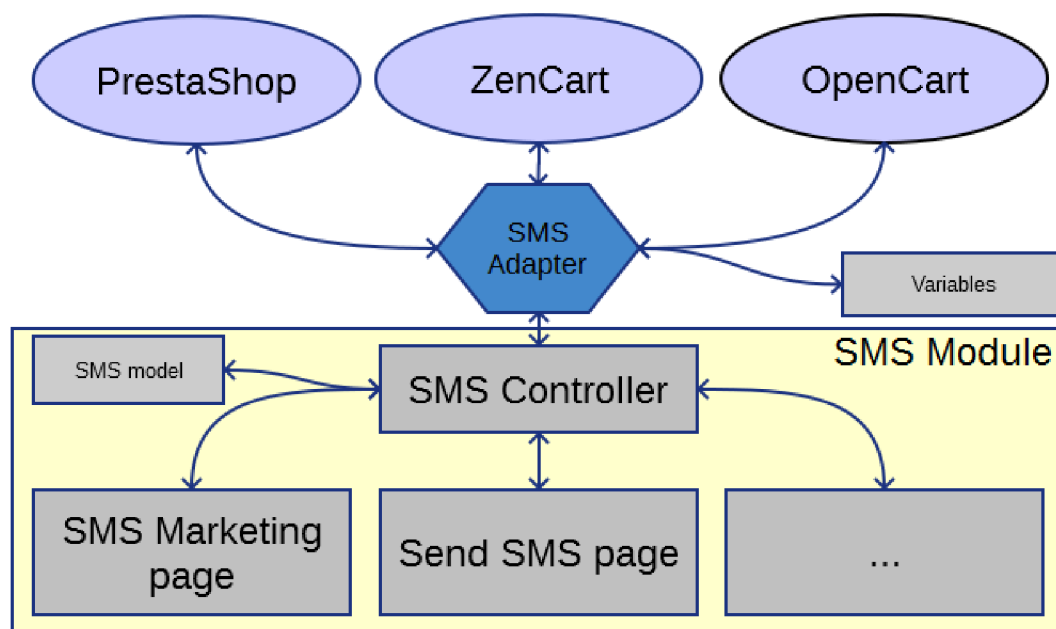 PrestaShop
ZenCart
OpenCart
SMS
Adapter
Variables
SMS Module
SMS model
SMS Controller
SMS Marketing
page
Send SMS page
...